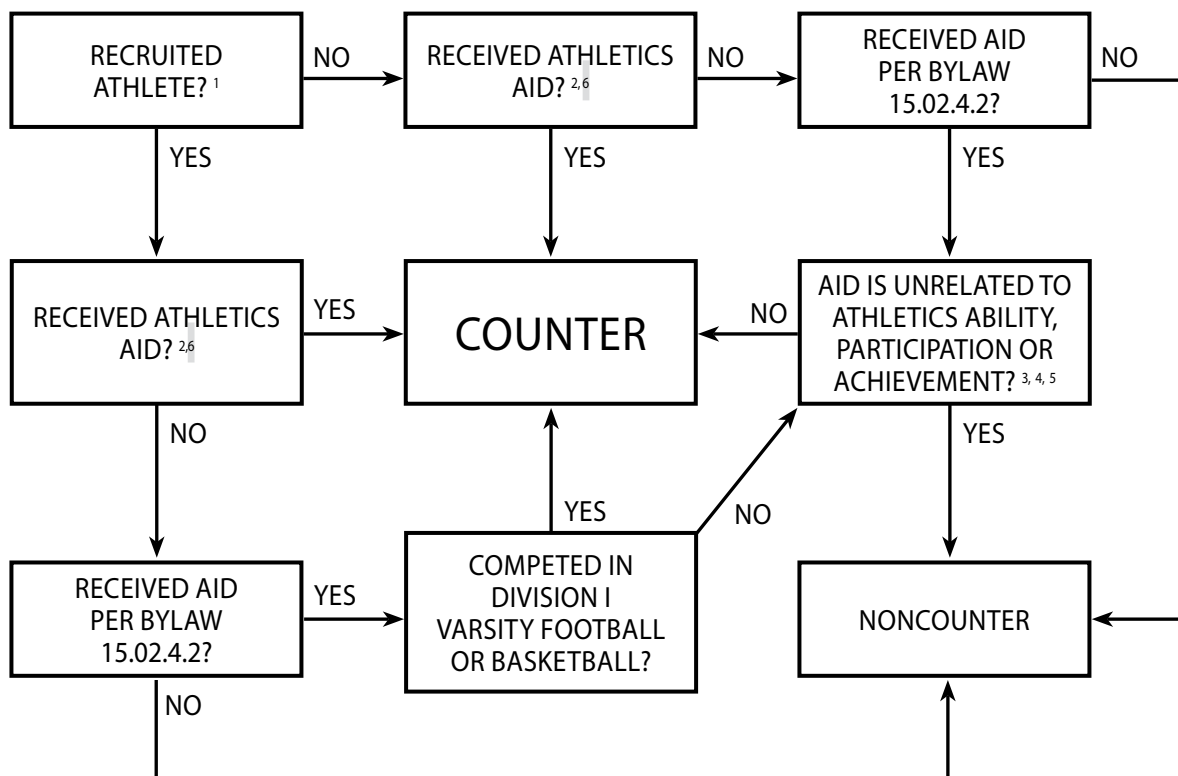 RECRUITED
ATHLETE? 1
NO
RECEIVED ATHLETICS
AID? 2,6
NO
RECEIVED AID
PER BYLAW
15.02.4.2?
NO
YES
YES
YES
RECEIVED ATHLETICS
AID? 2,6
YES
COUNTER
NO
AID IS UNRELATED TO
ATHLETICS ABILITY,
PARTICIPATION OR
ACHIEVEMENT? 3, 4, 5
NO
YES
YES
NO
RECEIVED AID
PER BYLAW
15.02.4.2?
YES
COMPETED IN
DIVISION I
VARSITY FOOTBALL
OR BASKETBALL?
NONCOUNTER
NO